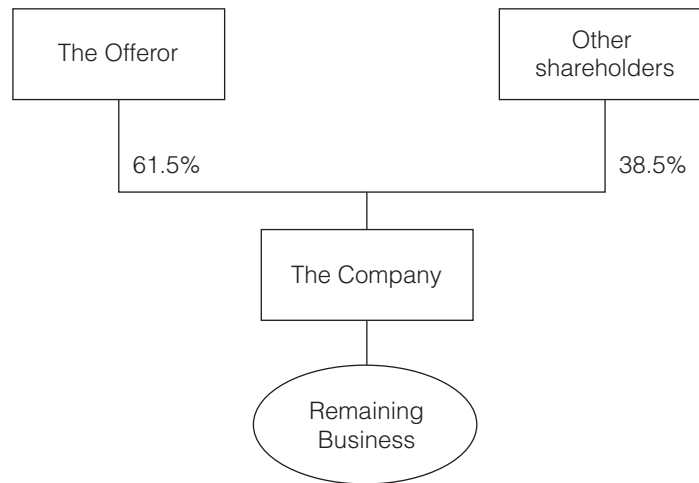 The Offeror
Other
shareholders
61.5%
38.5%
The Company
Remaining
Business